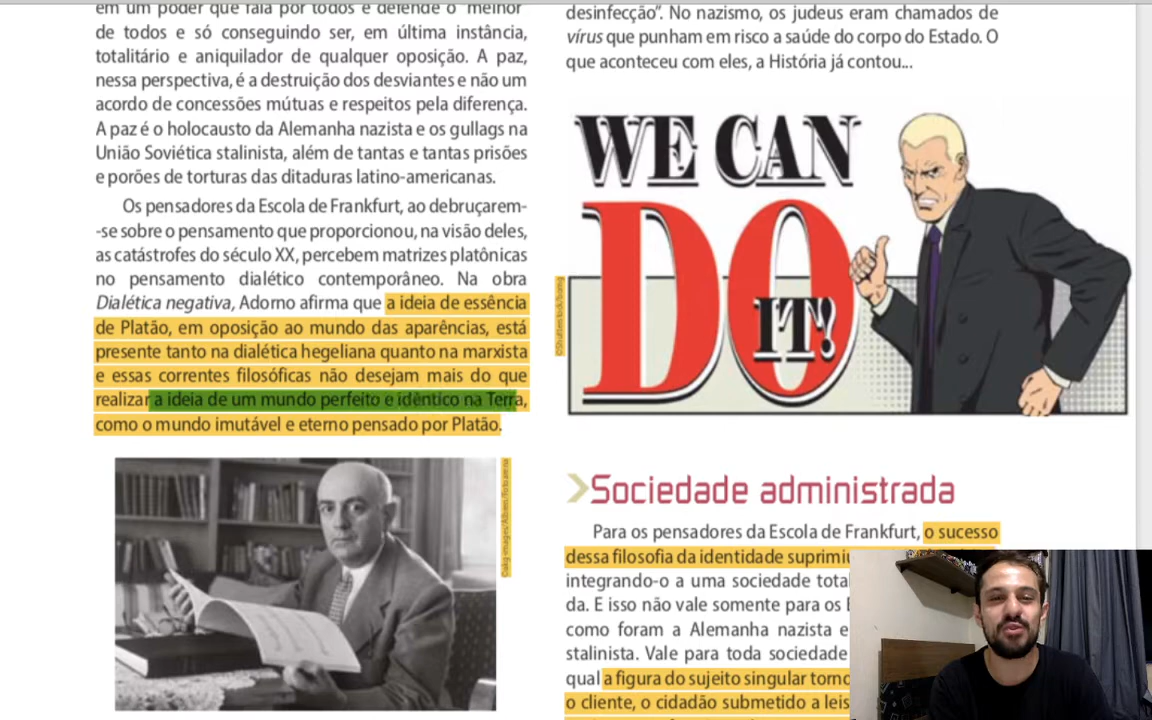 em um poder que fala por todos e defende o "melhor"
de todos e só conseguindo ser, em última instância,
totalitário e aniquilador de qualquer oposição. A paz,
nessa perspectiva, é a destruição dos desviantes e não um
acordo de concessões mútuas e respeitos pela diferença.
A paz é o holocausto da Alemanha nazista e os gullags na
União Soviética stalinista, além de tantas e tantas prisões
e porões de torturas das ditaduras latino-americanas.
Os pensadores da Escola de Frankfurt, ao debruçarem-
-se sobre o pensamento que proporcionou, na visão deles,
as catástrofes do século XX, percebem matrizes platônicas
no pensamento dialético contemporâneo. Na obra
Dialética negativa, Adorno afirma que a ideia de essência
de Platão, em oposição ao mundo das aparências, está
presente tanto na dialética hegeliana quanto na marxista
e essas correntes filosóficas não desejam mais do que
realizar a ideia de um mundo perfeito e idêntico na Terra,
como o mundo imutável e eterno pensado por Platão.
desinfecção". No nazismo, os judeus eram chamados de
vírus que punham em risco a saúde do corpo do Estado. O
que aconteceu com eles, a História já contou...
WE CAN
DO
IT!
Sociedade administrada
Para os pensadores da Escola de Frankfurt, o sucesso
dessa filosofia da identidade suprimiu
integrando-o a uma sociedade
da. E isso não vale somente para os
como foram a Alemanha nazista e
stalinista. Vale para toda sociedade
qual a figura do sujeito singular
o cliente, o cidadão submetido a leis